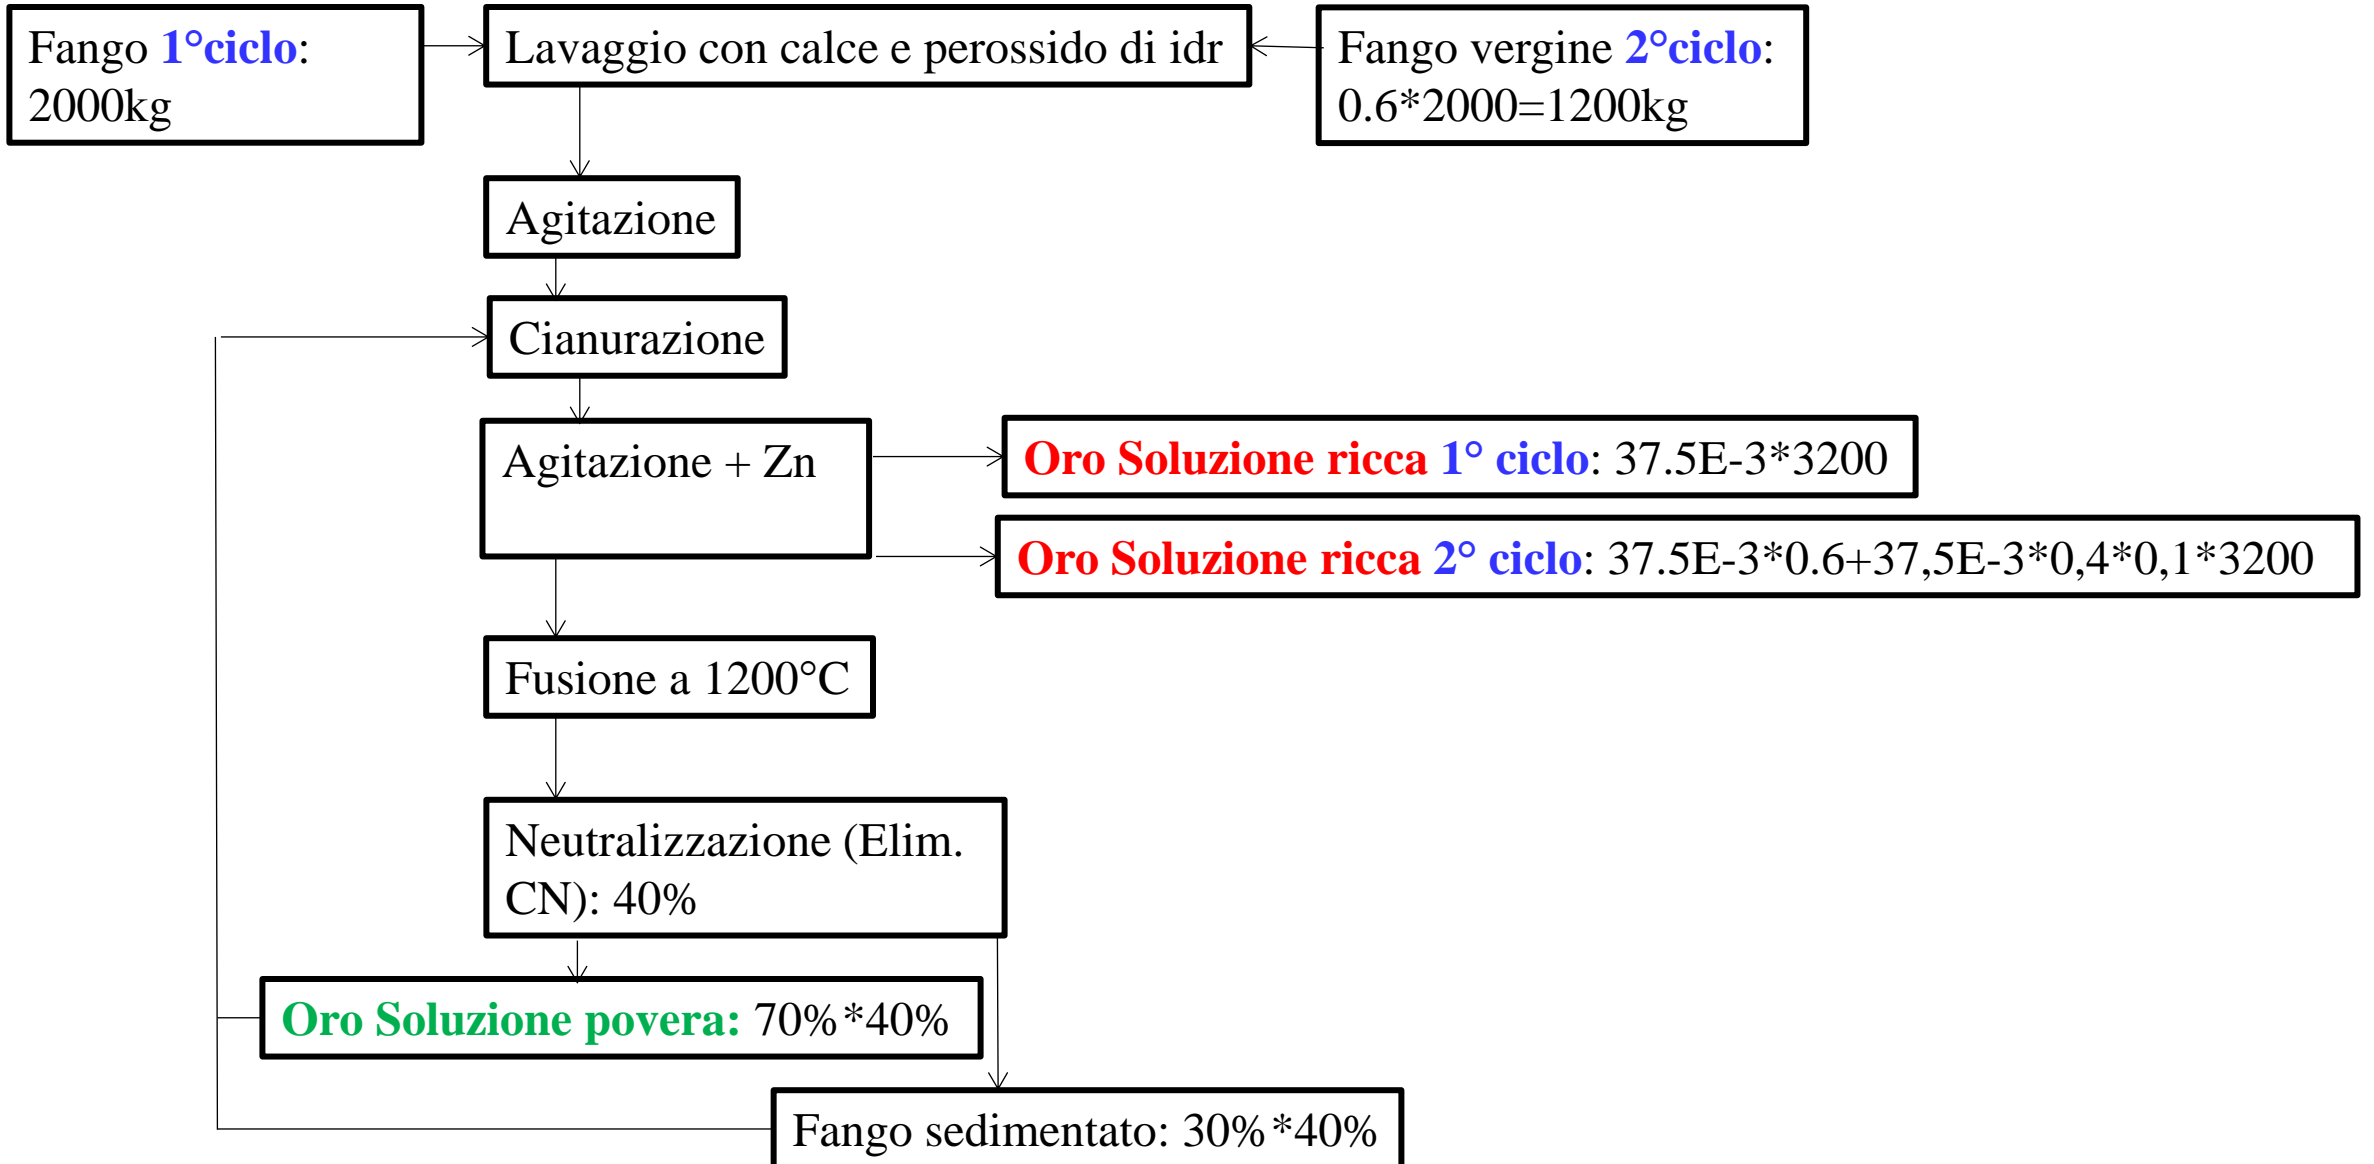 Fango 1°ciclo:
2000kg
Lavaggio con calce e perossido di idr
Fango vergine 2°ciclo:
0.6*2000=1200kg
Agitazione
Cianurazione
Agitazione + Zn
Oro Soluzione ricca 1° ciclo: 37.5E-3*3200
Oro Soluzione ricca 2° ciclo: 37.5E-3*0.6+37,5E-3*0,4*0,1*3200
Fusione a 1200°C
Neutralizzazione (Elim.
CN): 40%
Oro Soluzione povera: 70%*40%
Fango sedimentato: 30%*40%